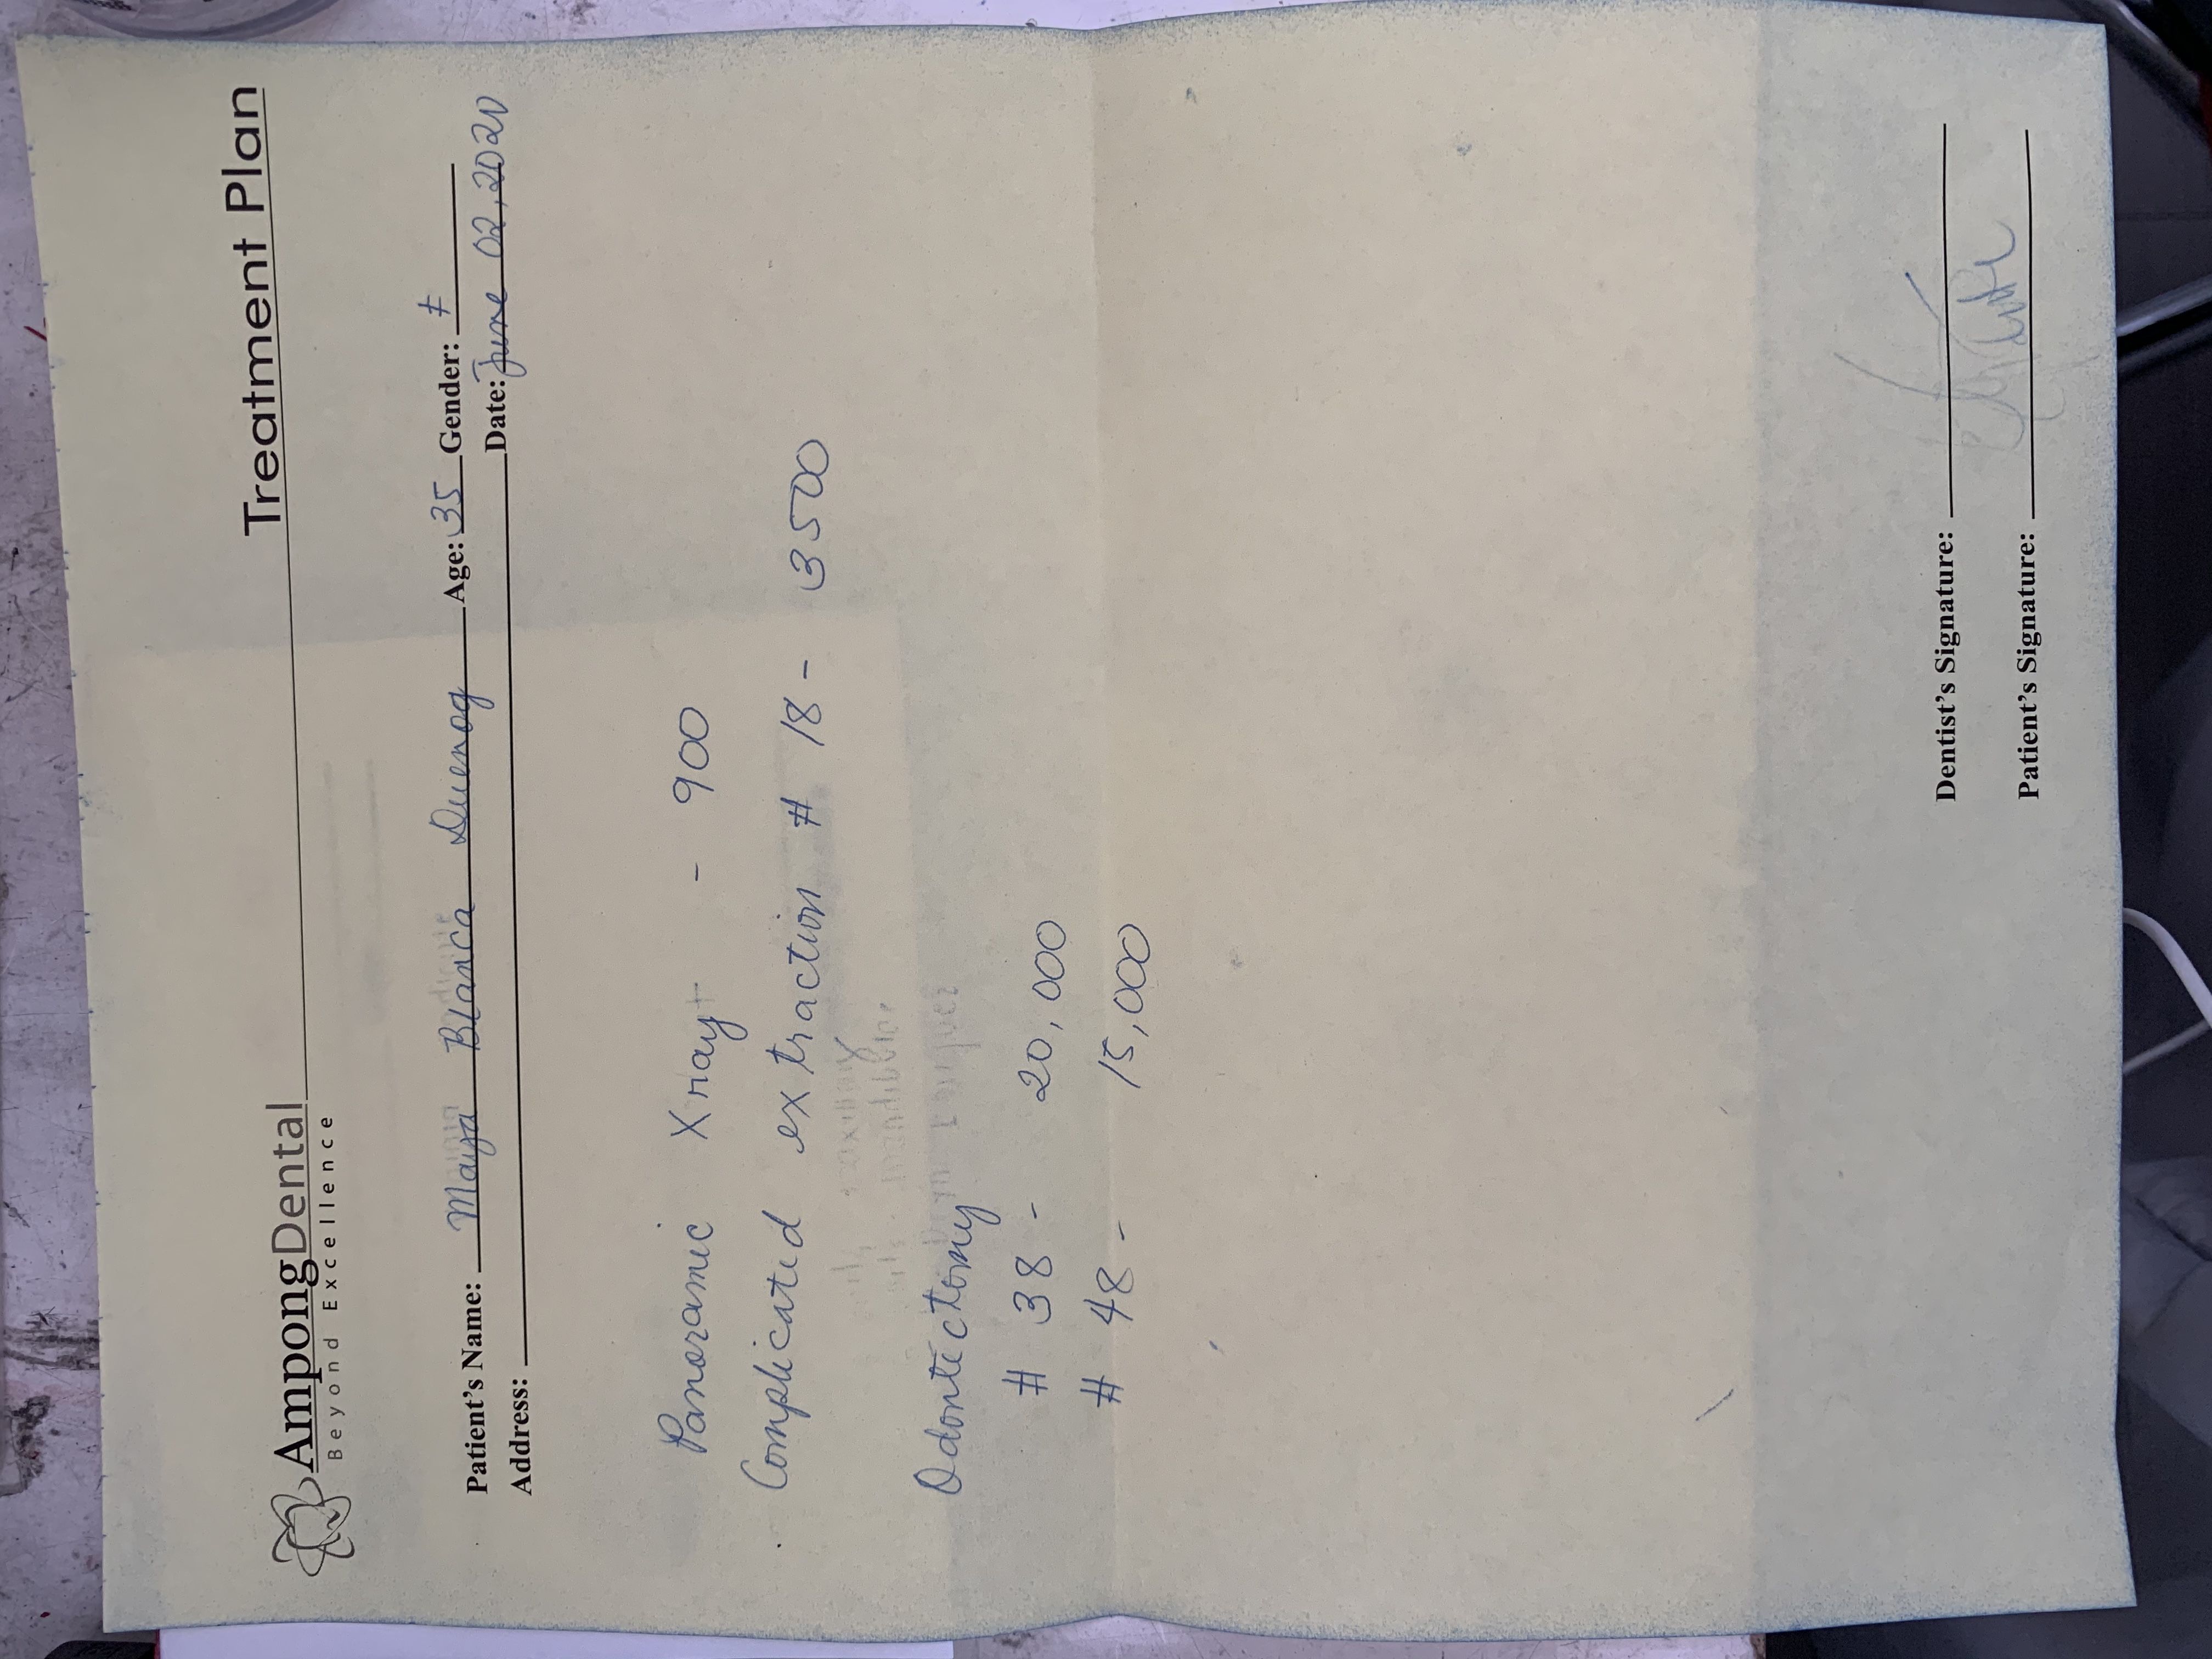 Treatment Plan
AmpongDental
Beyond Excellence
Patient's Name: Maya Blanca Duenog Age: 35 Gender: F
Address: Date: June 02, 2020
Panoramic Xray - 900
Complicated extraction # 18 - 3500
Odontectomy
# 38 - 20,000
# 48 - 15,000
Dentist's Signature:
Patient's Signature: